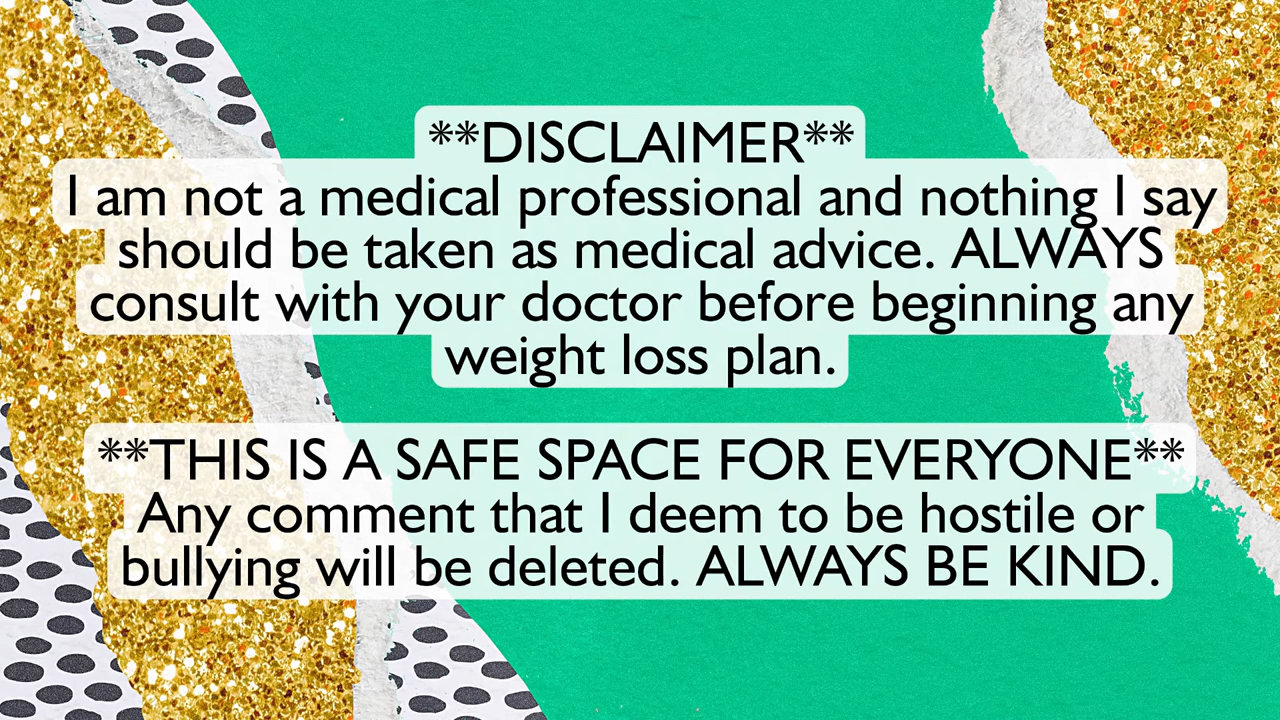 **DISCLAIMER**
I am not a medical professional and nothing I say
should be taken as medical advice. ALWAYS
consult with your doctor before beginning any
weight loss plan.
**THIS IS A SAFE SPACE FOR EVERYONE**
Any comment that I deem to be hostile or
bullying will be deleted. ALWAYS BE KIND.